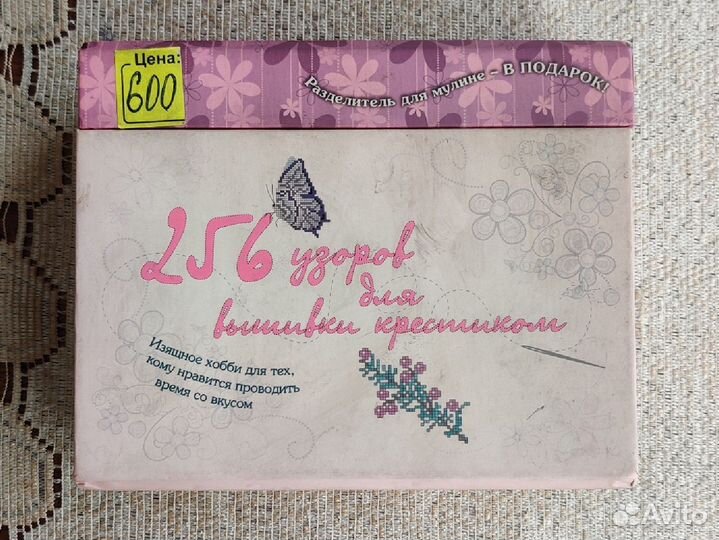 Цена:
600
Разделитель для мулине – В ПОДАРОК!
256 узоров
для
вышивки крестиком
Изящное хобби для тех,
кому нравится проводить
время со вкусом
Avito